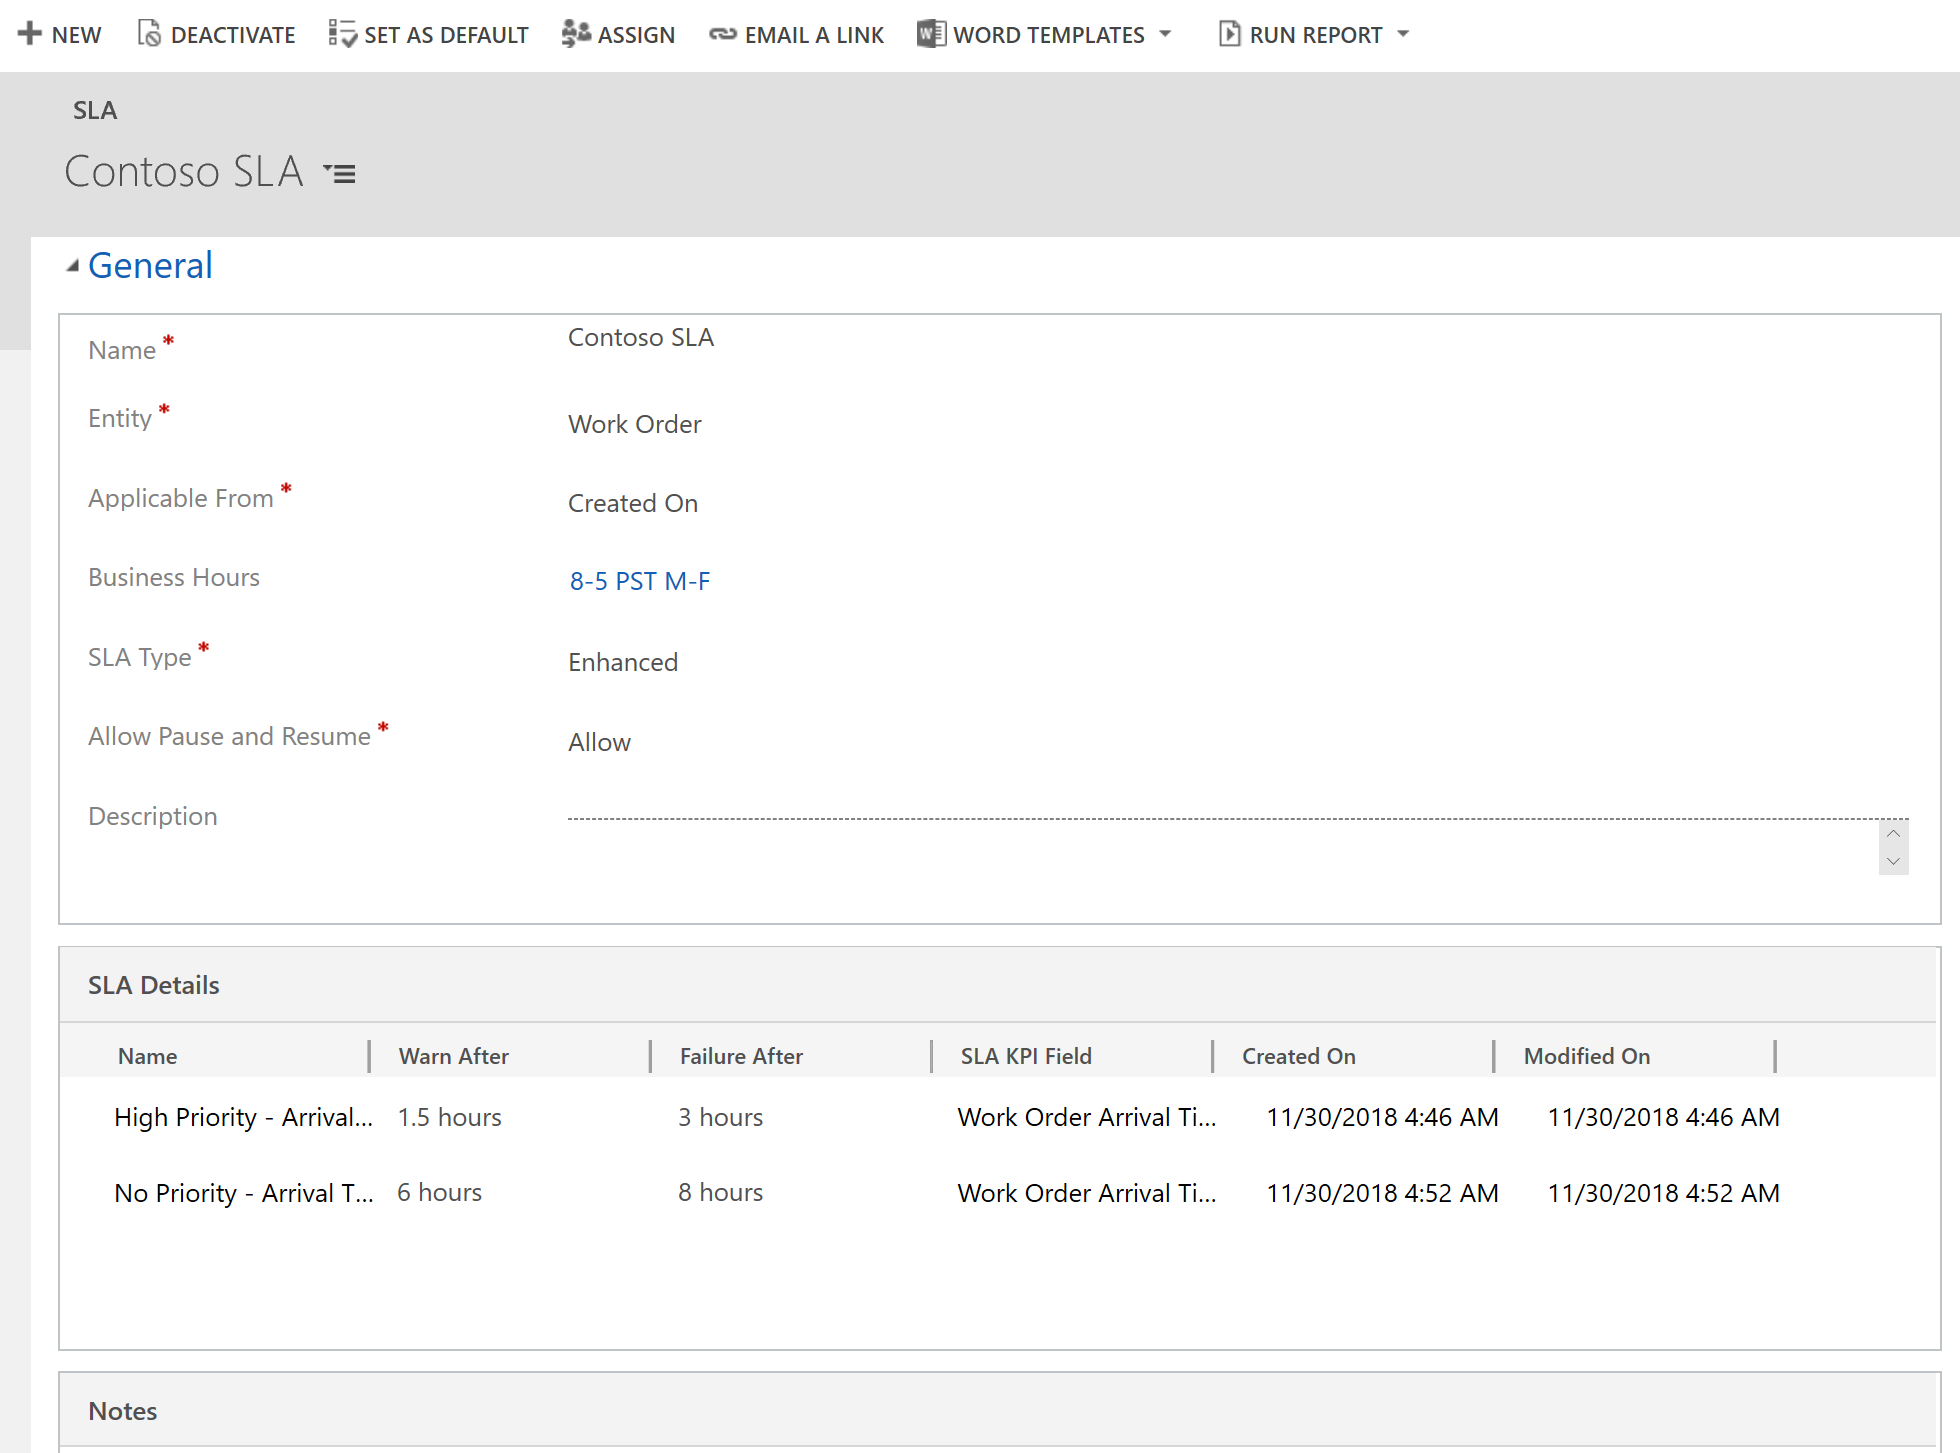 NEW DEACTIVATE SET AS DEFAULT ASSIGN EMAIL A LINK WORD TEMPLATES RUN REPORT
SLA
Contoso SLA
General
Name * Contoso SLA
Entity * Work Order
Applicable From * Created On
Business Hours 8-5 PST M-F
SLA Type * Enhanced
Allow Pause and Resume * Allow
Description
SLA Details
Name Warn After Failure After SLA KPI Field Created On Modified On
High Priority - Arrival... 1.5 hours 3 hours Work Order Arrival Ti... 11/30/2018 4:46 AM 11/30/2018 4:46 AM
No Priority - Arrival T... 6 hours 8 hours Work Order Arrival Ti... 11/30/2018 4:52 AM 11/30/2018 4:52 AM
Notes